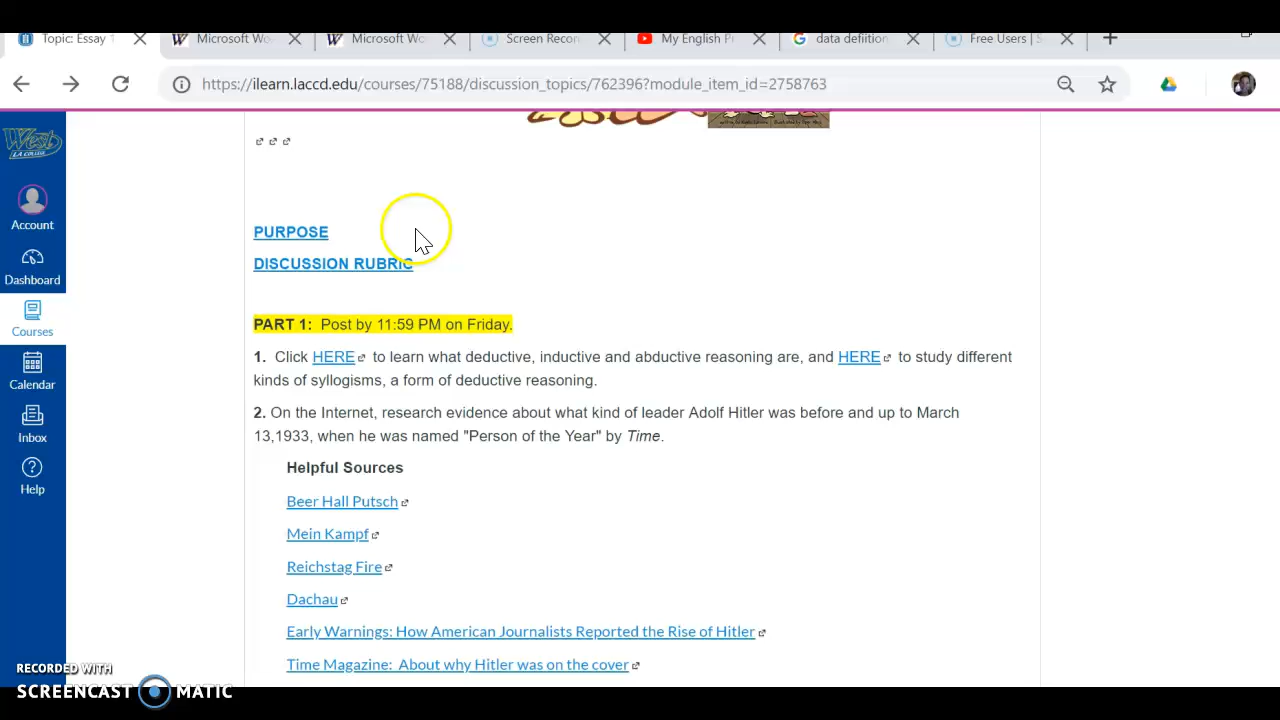 Topic: Essay 1
Microsoft Wo
Microsoft Wo
Screen Recor
My English P
data defiition
Free Users | S
https://ilearn.laccd.edu/courses/75188/discussion_topics/762396?module_item_id=2758763
West
LA COLLEGE
Account
Dashboard
Courses
Calendar
Inbox
Help
PURPOSE
DISCUSSION RUBRIC
PART 1: Post by 11:59 PM on Friday.
1. Click HERE to learn what deductive, inductive and abductive reasoning are, and HERE to study different
kinds of syllogisms, a form of deductive reasoning.
2. On the Internet, research evidence about what kind of leader Adolf Hitler was before and up to March
13,1933, when he was named "Person of the Year" by Time.
Helpful Sources
Beer Hall Putsch
Mein Kampf
Reichstag Fire
Dachau
Early Warnings: How American Journalists Reported the Rise of Hitler
Time Magazine: About why Hitler was on the cover
RECORDED WITH
SCREENCAST MATIC